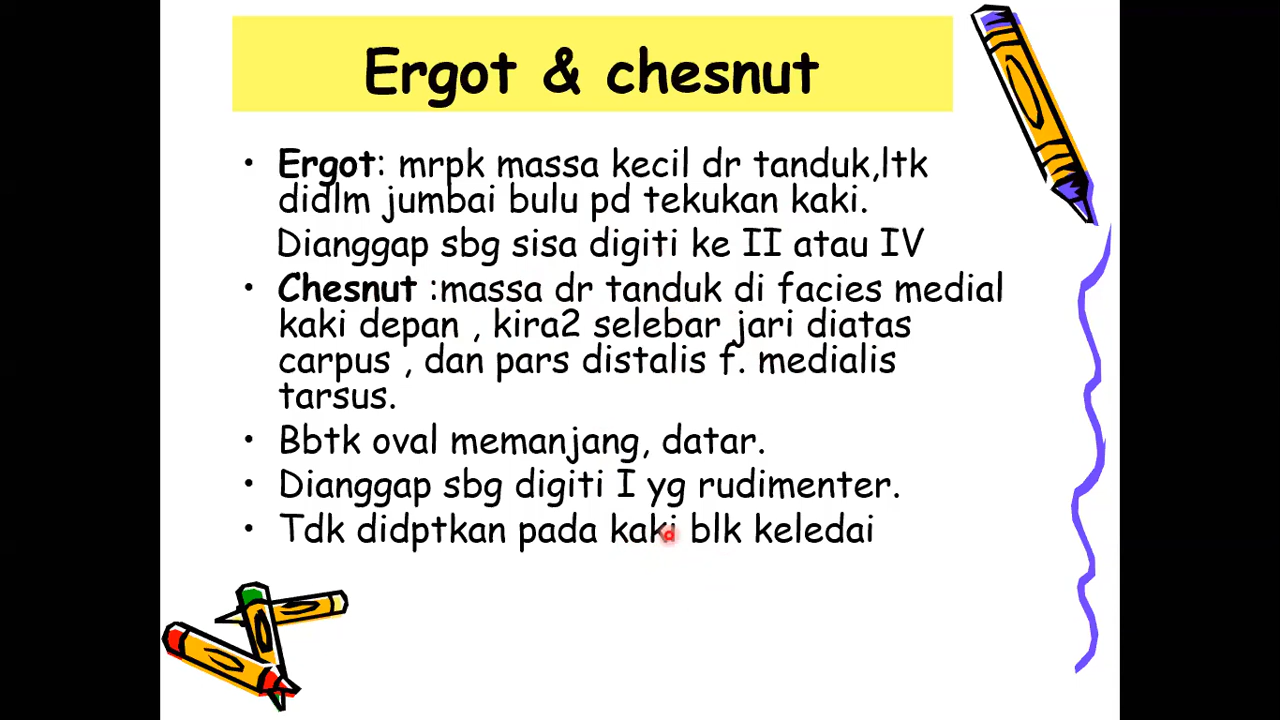 Ergot & chesnut
• Ergot: mrpk massa kecil dr tanduk,ltk
didlm jumbai bulu pd tekukan kaki.
Dianggap sbg sisa digiti ke II atau IV
• Chesnut :massa dr tanduk di facies medial
kaki depan , kira2 selebar jari diatas
carpus , dan pars distalis f. medialis
tarsus.
• Bbtk oval memanjang, datar.
• Dianggap sbg digiti I yg rudimenter.
• Tdk didptkan pada kaki blk keledai